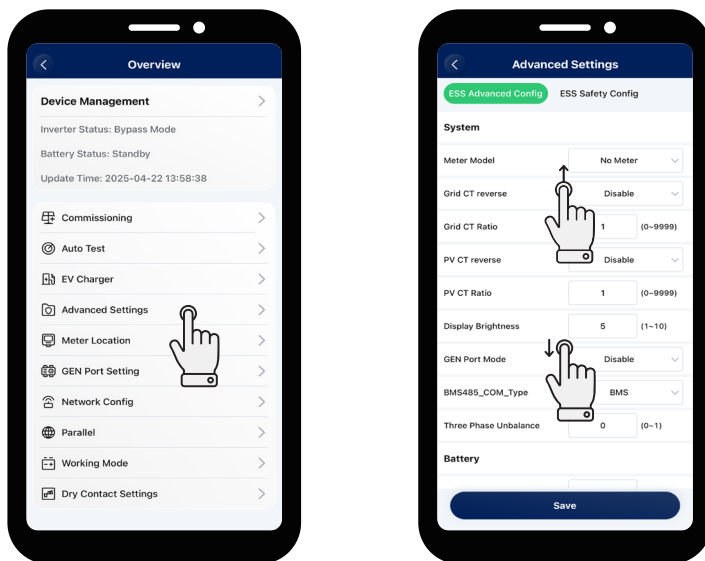 Overview
Device Management
Inverter Status: Bypass Mode
Battery Status: Standby
Update Time: 2025-04-22 13:58:38
Commissioning
Auto Test
EV Charger
Advanced Settings
Meter Location
GEN Port Setting
Network Config
Parallel
Working Mode
Dry Contact Settings
Advanced Settings
ESS Advanced Config ESS Safety Config
System
Meter Model No Meter
Grid CT reverse Disable
Grid CT Ratio 1 (0~9999)
PV CT reverse Disable
PV CT Ratio 1 (0~9999)
Display Brightness 5 (1~10)
GEN Port Mode Disable
BMS485_COM_Type BMS
Three Phase Unbalance 0 (0~1)
Battery
Save